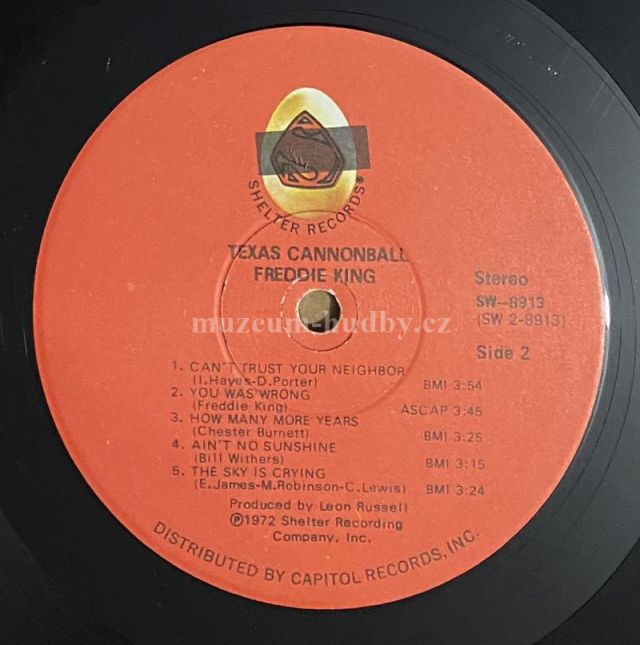 SHELTER RECORDS®
TEXAS CANNONBALL
FREDDIE KING
Stereo
SW-8913
(SW 2-8913)
Side 2
muzeum-hudby.cz
1. CAN'T TRUST YOUR NEIGHBOR
(I.Hayes-D.Porter) BMI 3:54
2. YOU WAS WRONG
(Freddie King) ASCAP 3:45
3. HOW MANY MORE YEARS
(Chester Burnett) BMI 3:25
4. AIN'T NO SUNSHINE
(Bill Withers) BMI 3:15
5. THE SKY IS CRYING
(E.James-M.Robinson-C.Lewis) BMI 3:24
Produced by Leon Russell
℗1972 Shelter Recording
Company, Inc.
DISTRIBUTED BY CAPITOL RECORDS, INC.